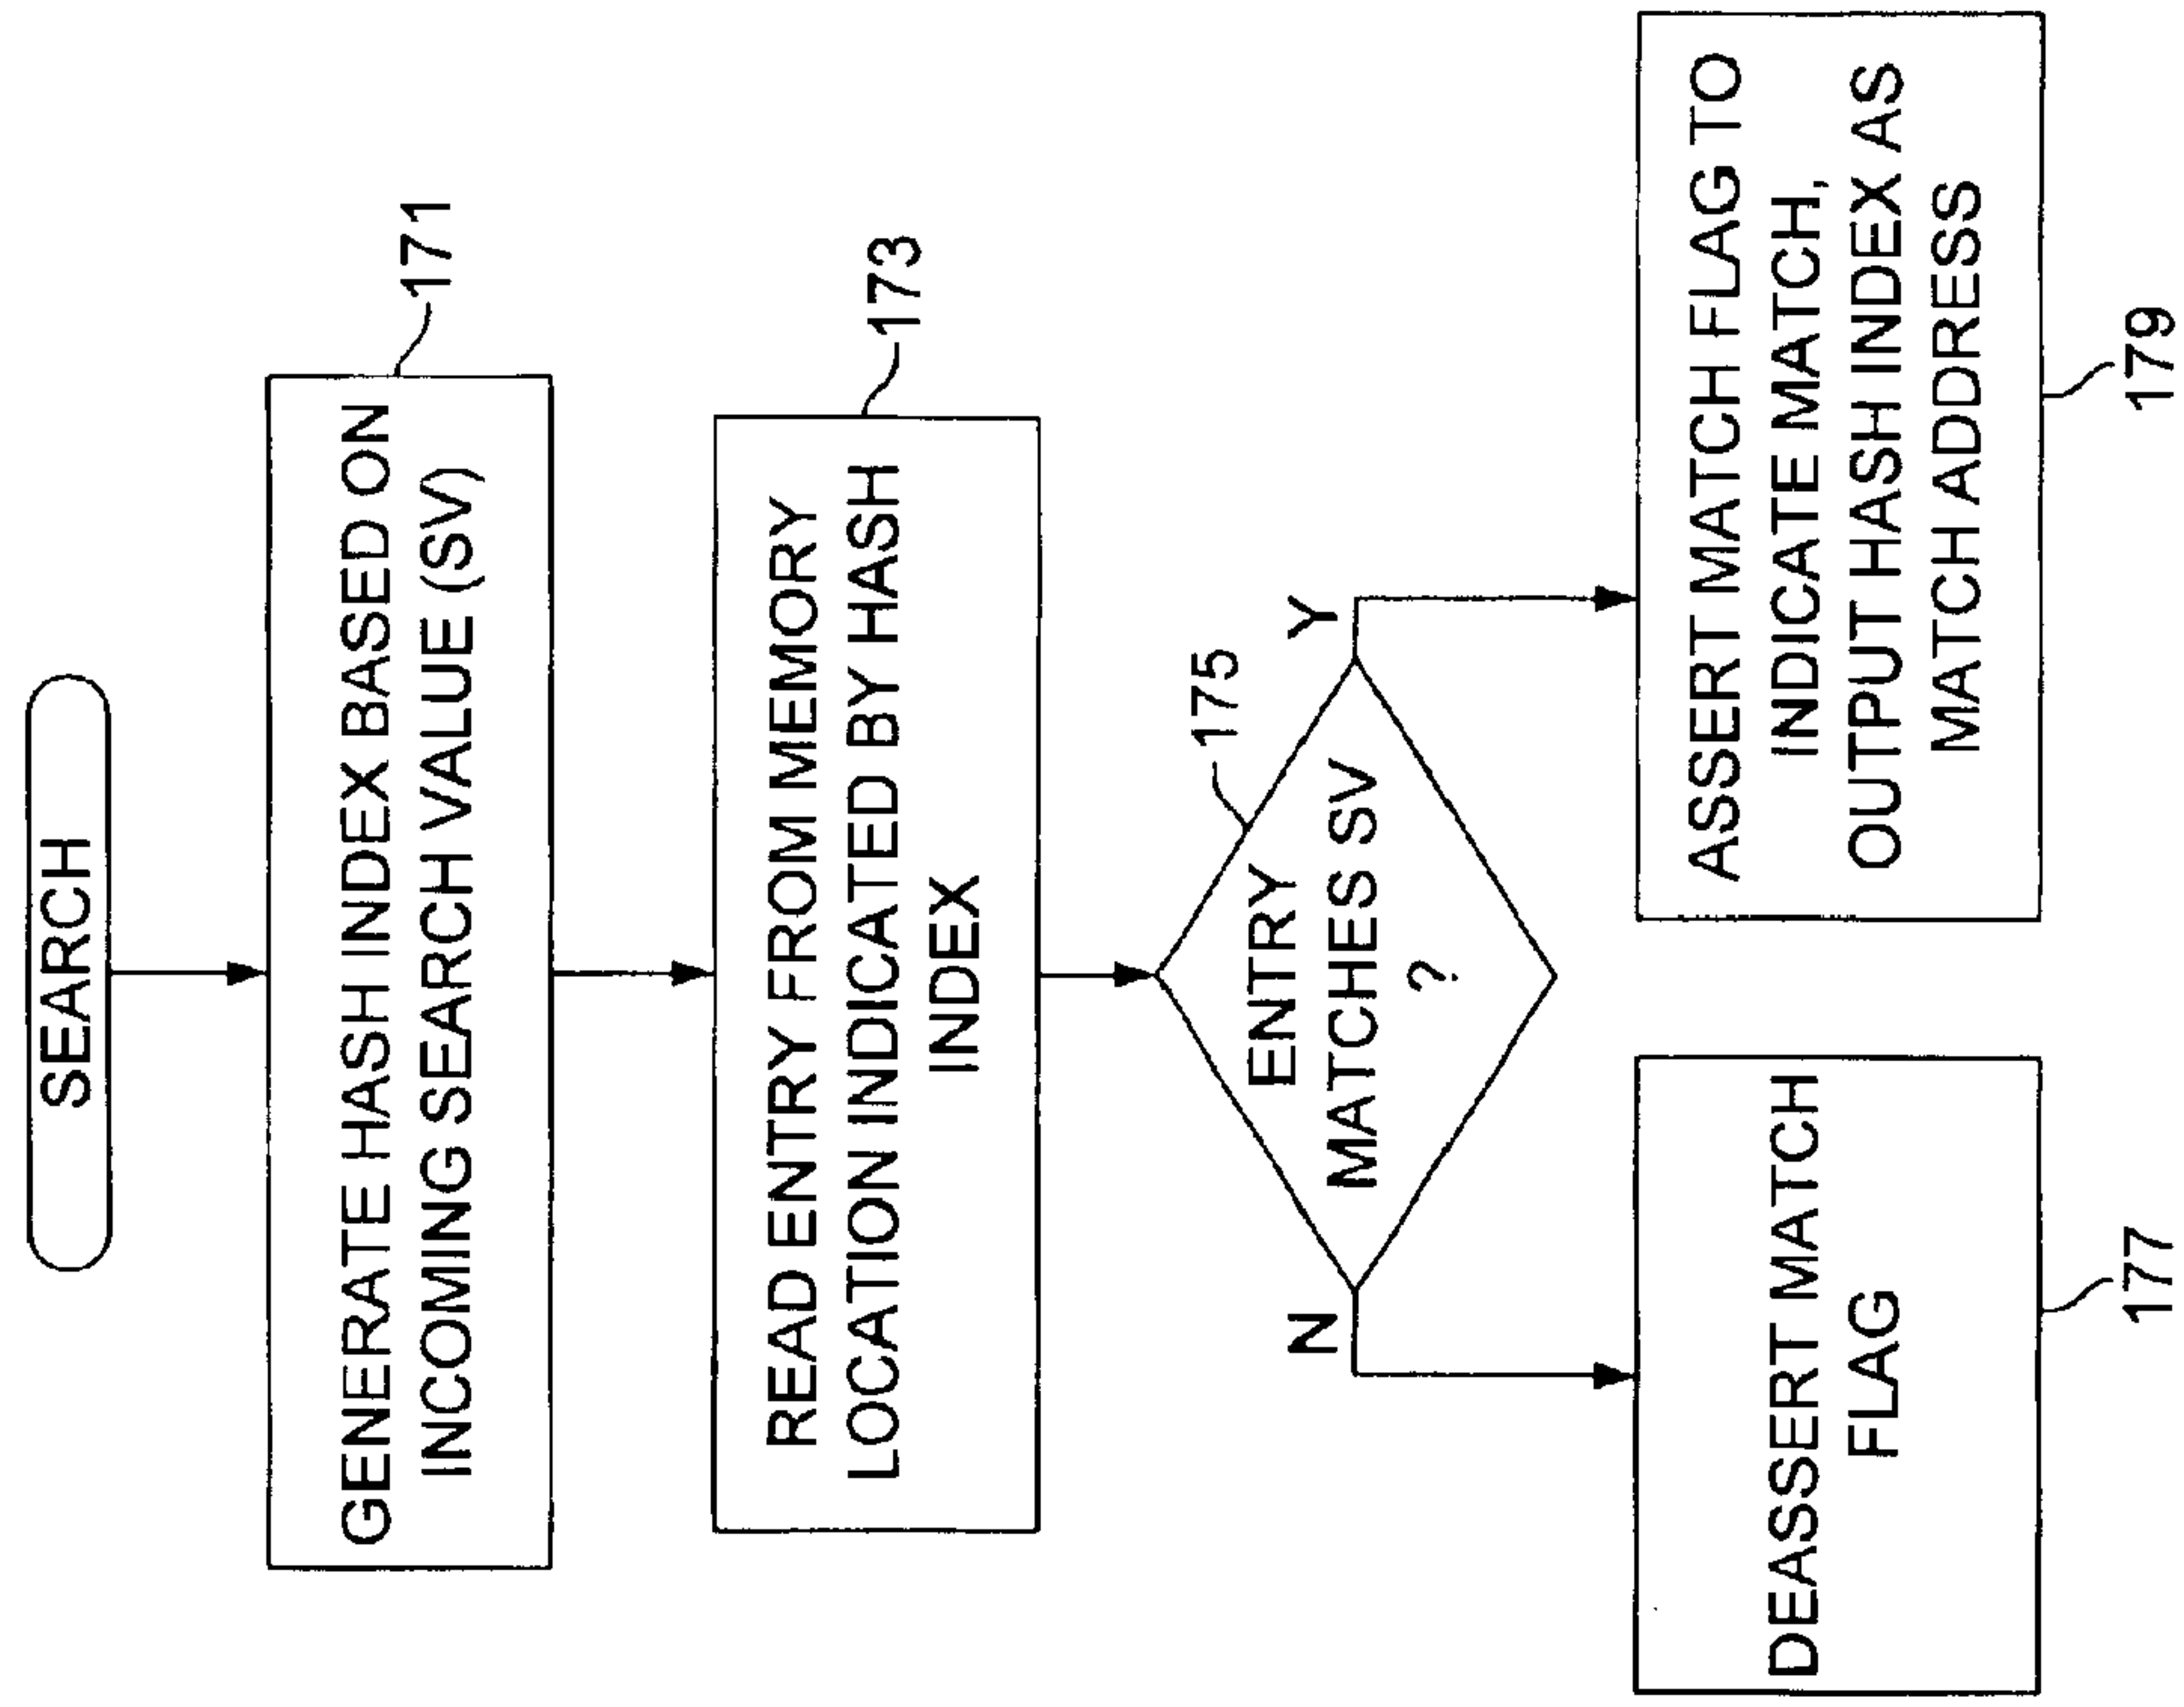 SEARCH
GENERATE HASH INDEX BASED ON
INCOMING SEARCH VALUE (SV)
171
READ ENTRY FROM MEMORY
LOCATION INDICATED BY HASH
INDEX
173
ENTRY
MATCHES SV
?
175
N
Y
DEASSERT MATCH
FLAG
177
ASSERT MATCH FLAG TO
INDICATE MATCH,
OUTPUT HASH INDEX AS
MATCH ADDRESS
179